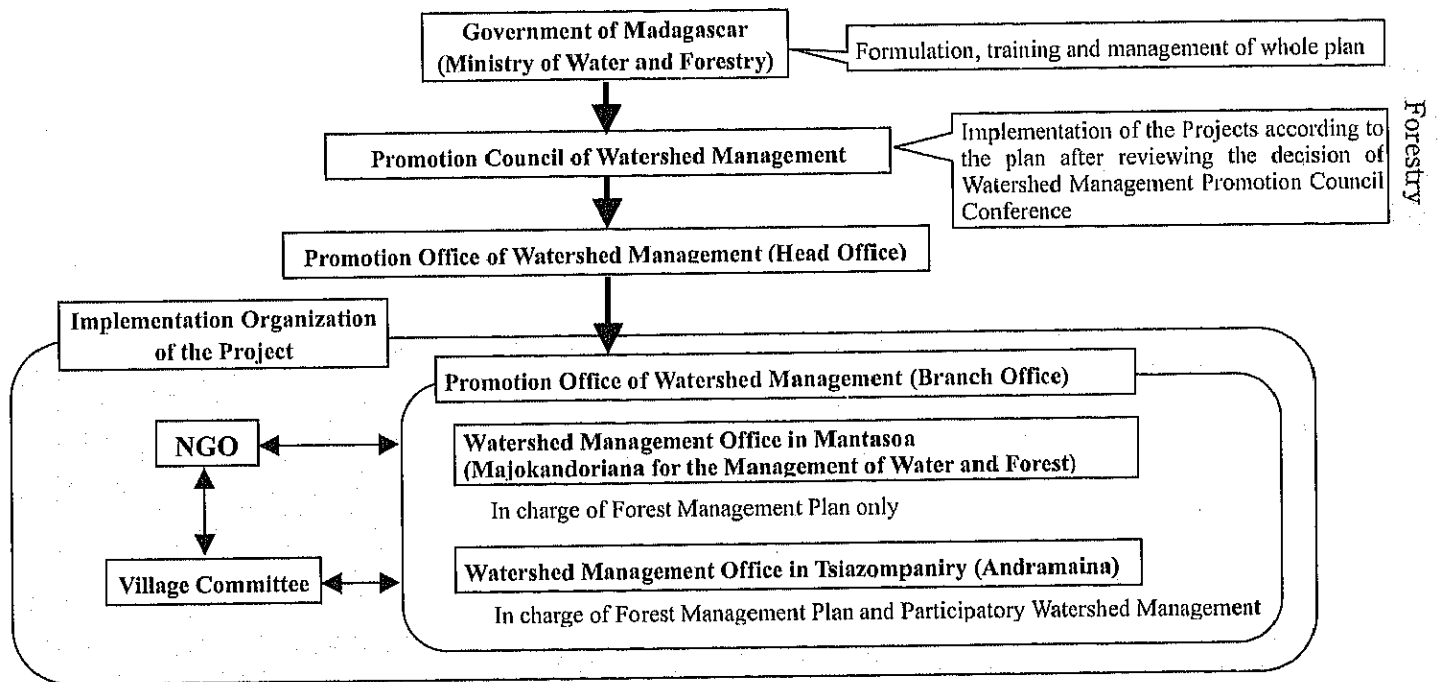 Government of Madagascar
(Ministry of Water and Forestry)
Formulation, training and management of whole plan
Forestry
Promotion Council of Watershed Management
Implementation of the Projects according to
the plan after reviewing the decision of
Watershed Management Promotion Council
Conference
Promotion Office of Watershed Management (Head Office)
Implementation Organization
of the Project
Promotion Office of Watershed Management (Branch Office)
NGO
Watershed Management Office in Mantasoa
(Majokandoriana for the Management of Water and Forest)
In charge of Forest Management Plan only
Village Committee
Watershed Management Office in Tsiazompaniry (Andramaina)
In charge of Forest Management Plan and Participatory Watershed Management